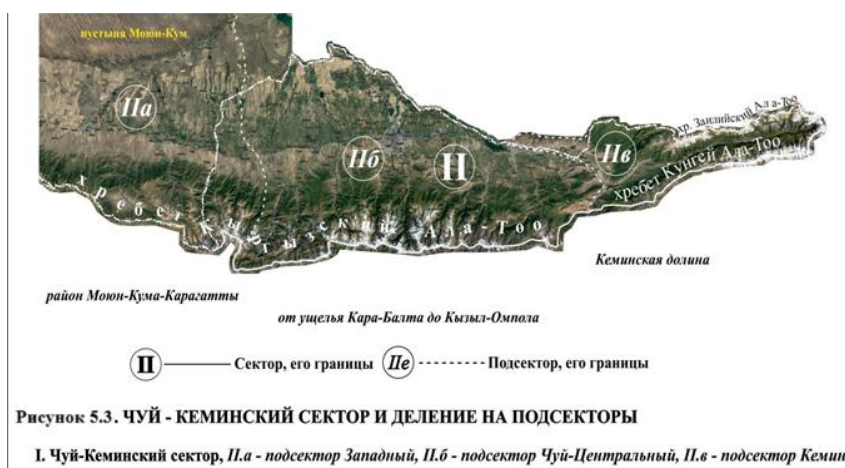 пустыня Моюн-Кум
IIа
IIб
II
IIв
хр. Заилийский Ала-Тоо
хребет Кунгей Ала-Тоо
хребет Кыргызский Ала-Тоо
Кеминская долина
район Моюн-Кума-Карагатты
от ущелья Кара-Балта до Кызыл-Омпола
II Сектор, его границы IIе Подсектор, его границы
Рисунок 5.3. ЧУЙ - КЕМИНСКИЙ СЕКТОР И ДЕЛЕНИЕ НА ПОДСЕКТОРЫ
I. Чуй-Кеминский сектор, II.а - подсектор Западный, II.б - подсектор Чуй-Центральный, II.в - подсектор Кемин